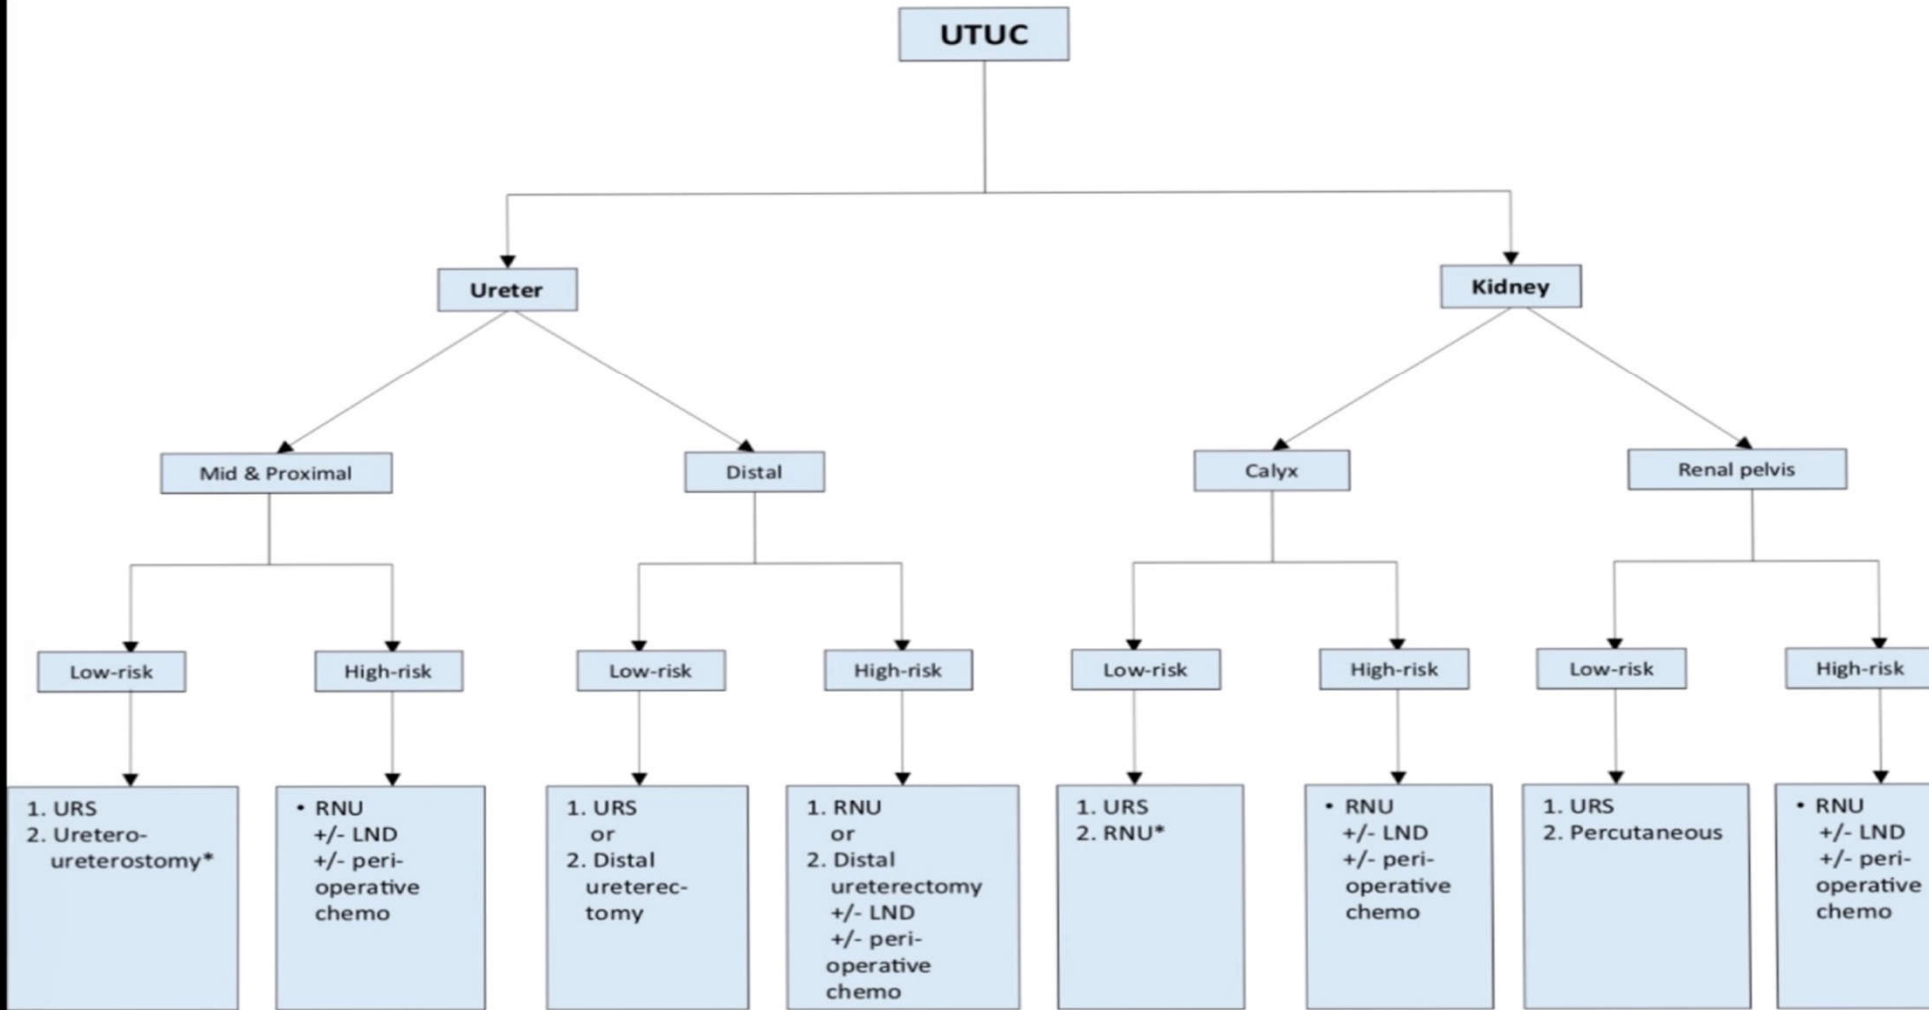 UTUC
Ureter
Kidney
Mid & Proximal
Distal
Calyx
Renal pelvis
Low-risk
High-risk
Low-risk
High-risk
Low-risk
High-risk
Low-risk
High-risk
1. URS
2. Uretero-
ureterostomy*
• RNU
+/- LND
+/- peri-
operative
chemo
1. URS
or
2. Distal
ureterec-
tomy
1. RNU
or
2. Distal
ureterectomy
+/- LND
+/- peri-
operative
chemo
1. URS
2. RNU*
• RNU
+/- LND
+/- peri-
operative
chemo
1. URS
2. Percutaneous
• RNU
+/- LND
+/- peri-
operative
chemo